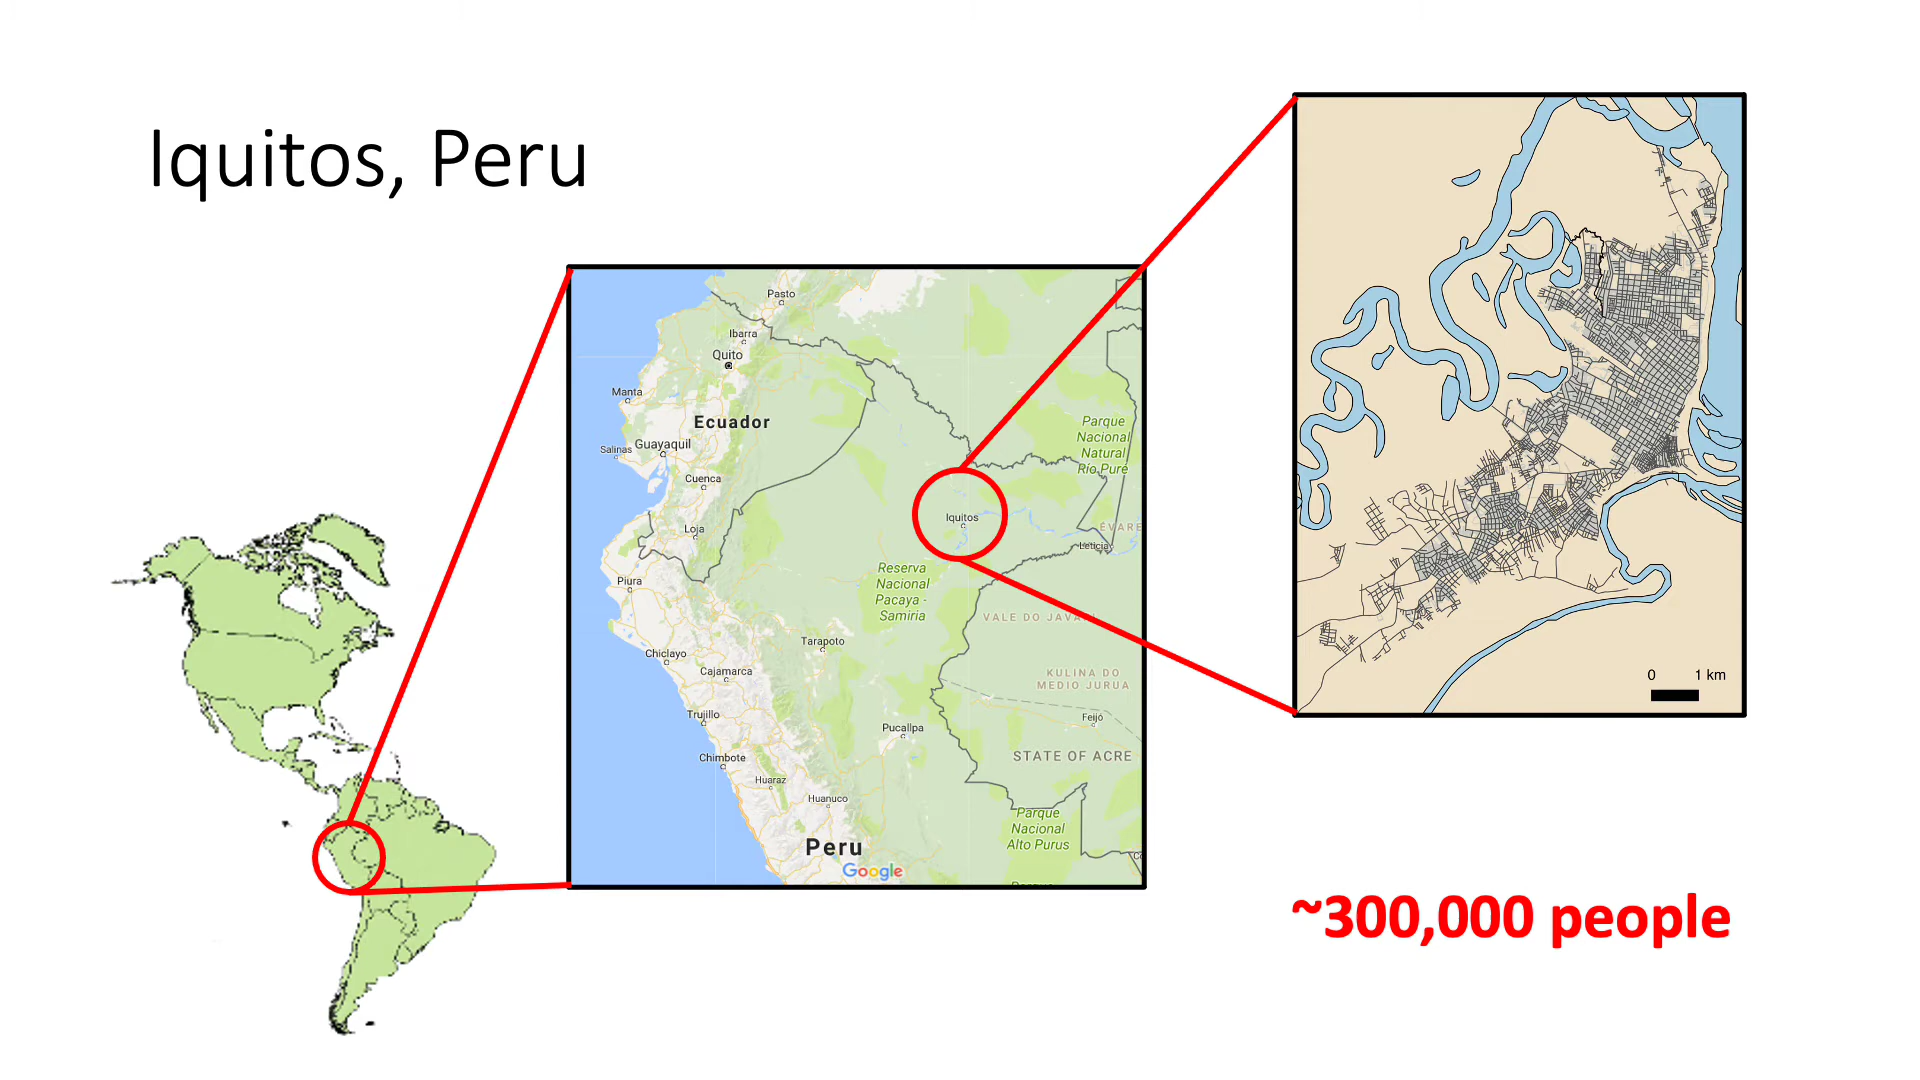 Iquitos, Peru
Pasto
Ibarra
Quito
Manta
Ecuador
Guayaquil
Salinas
Cuenca
Loja
Parque
Nacional
Natural
Río Puré
Iquitos
Leticia
Piura
Reserva
Nacional
Pacaya -
Samiria
Tarapoto
Chiclayo
Cajamarca
KULINA DO
MEDIO JURUA
Trujillo
Pucallpa
Feijó
Chimbote
STATE OF ACRE
Huaraz
Huanuco
Parque
Nacional
Alto Purus
Peru
Google
0 1 km
~300,000 people